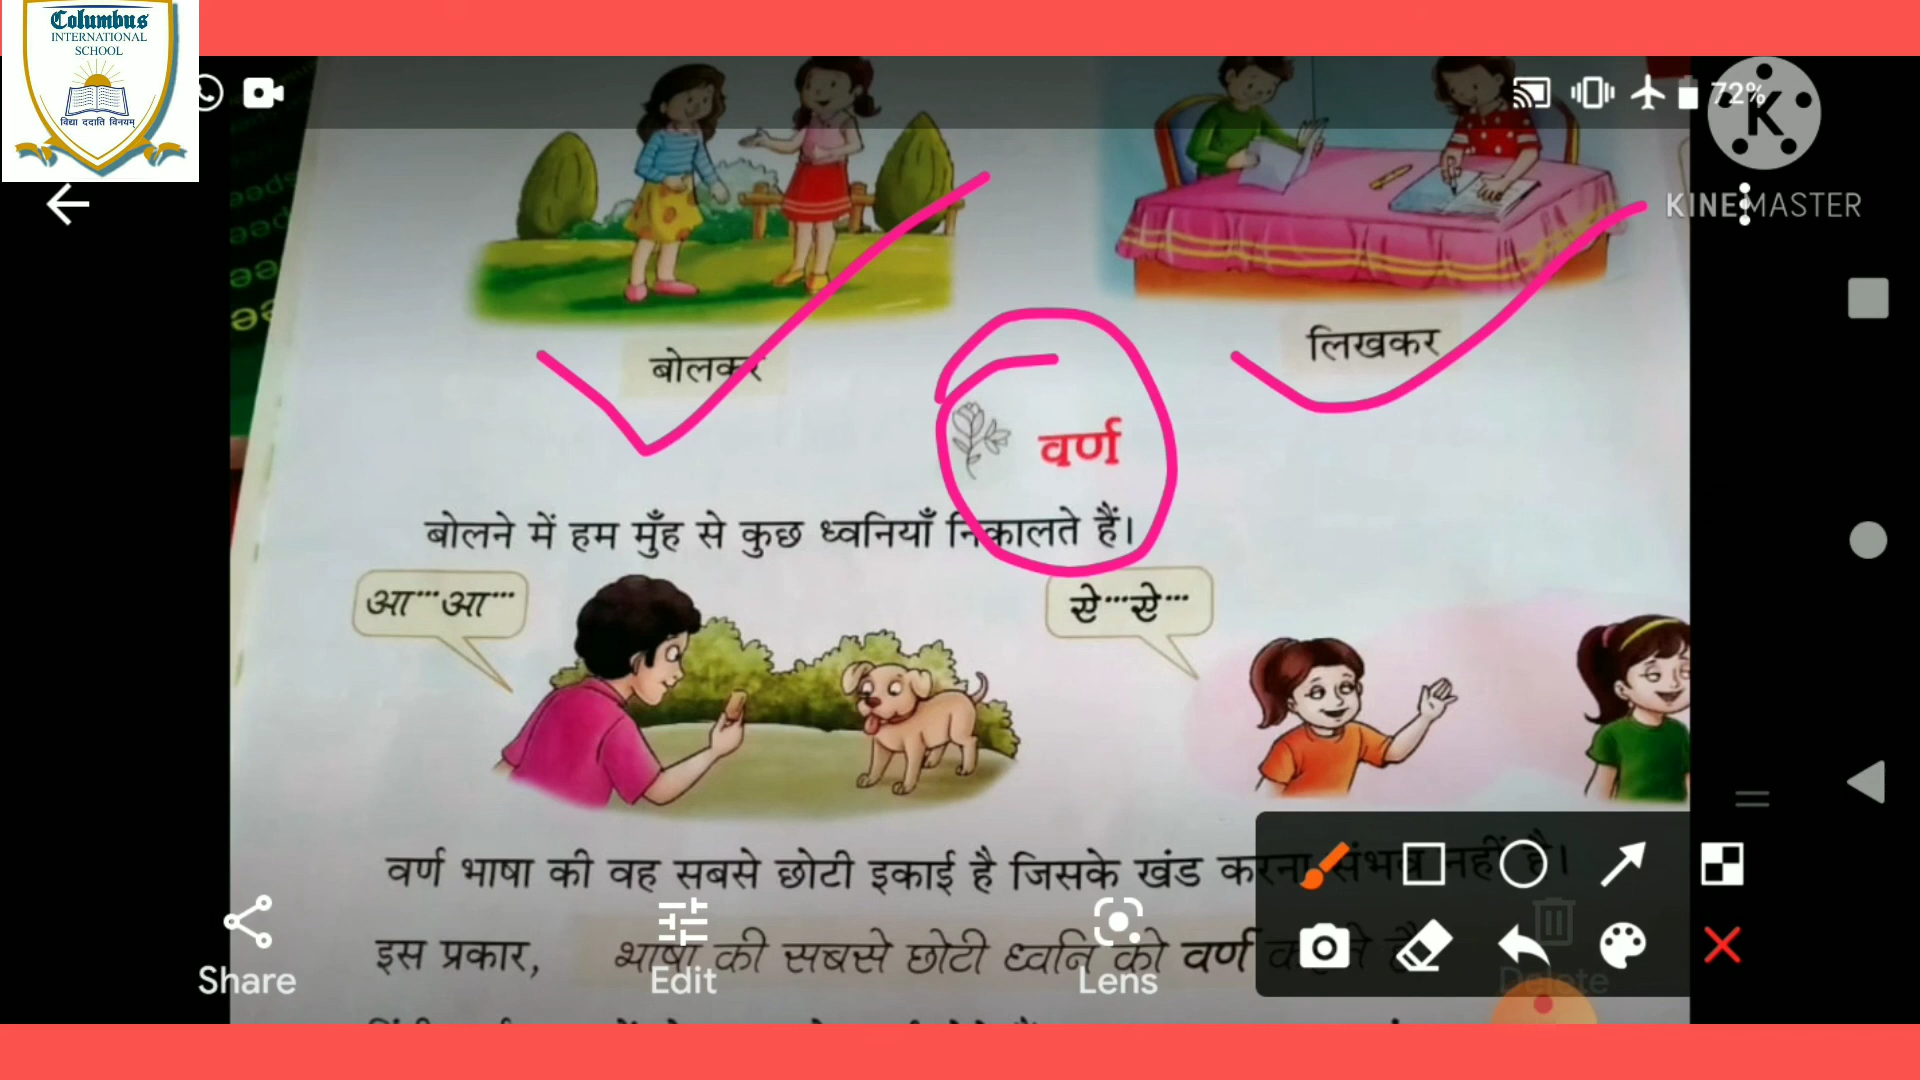 Columbus
INTERNATIONAL
SCHOOL
विद्या ददाति विनयम्
72%
K
KINEMASTER
बोलकर
लिखकर
वर्ण
बोलने में हम मुँह से कुछ ध्वनियाँ निकालते हैं।
आ···आ···
ऐ···ऐ···
वर्ण भाषा की वह सबसे छोटी इकाई है जिसके खंड करना संभव नहीं है।
इस प्रकार, भाषा की सबसे छोटी ध्वनि को वर्ण कहते हैं
Share
Edit
Lens
Delete